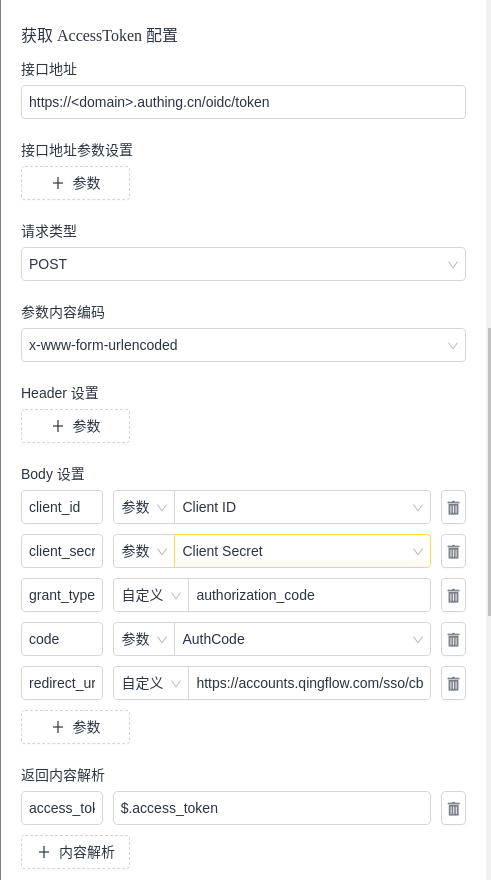 获取 AccessToken 配置
接口地址
https://<domain>.authing.cn/oidc/token
接口地址参数设置
参数
请求类型
POST
参数内容编码
x-www-form-urlencoded
Header 设置
参数
Body 设置
client_id 参数 Client ID
client_secr 参数 Client Secret
grant_type 自定义 authorization_code
code 参数 AuthCode
redirect_ur 自定义 https://accounts.qingflow.com/sso/cb
参数
返回内容解析
access_tok $.access_token
内容解析